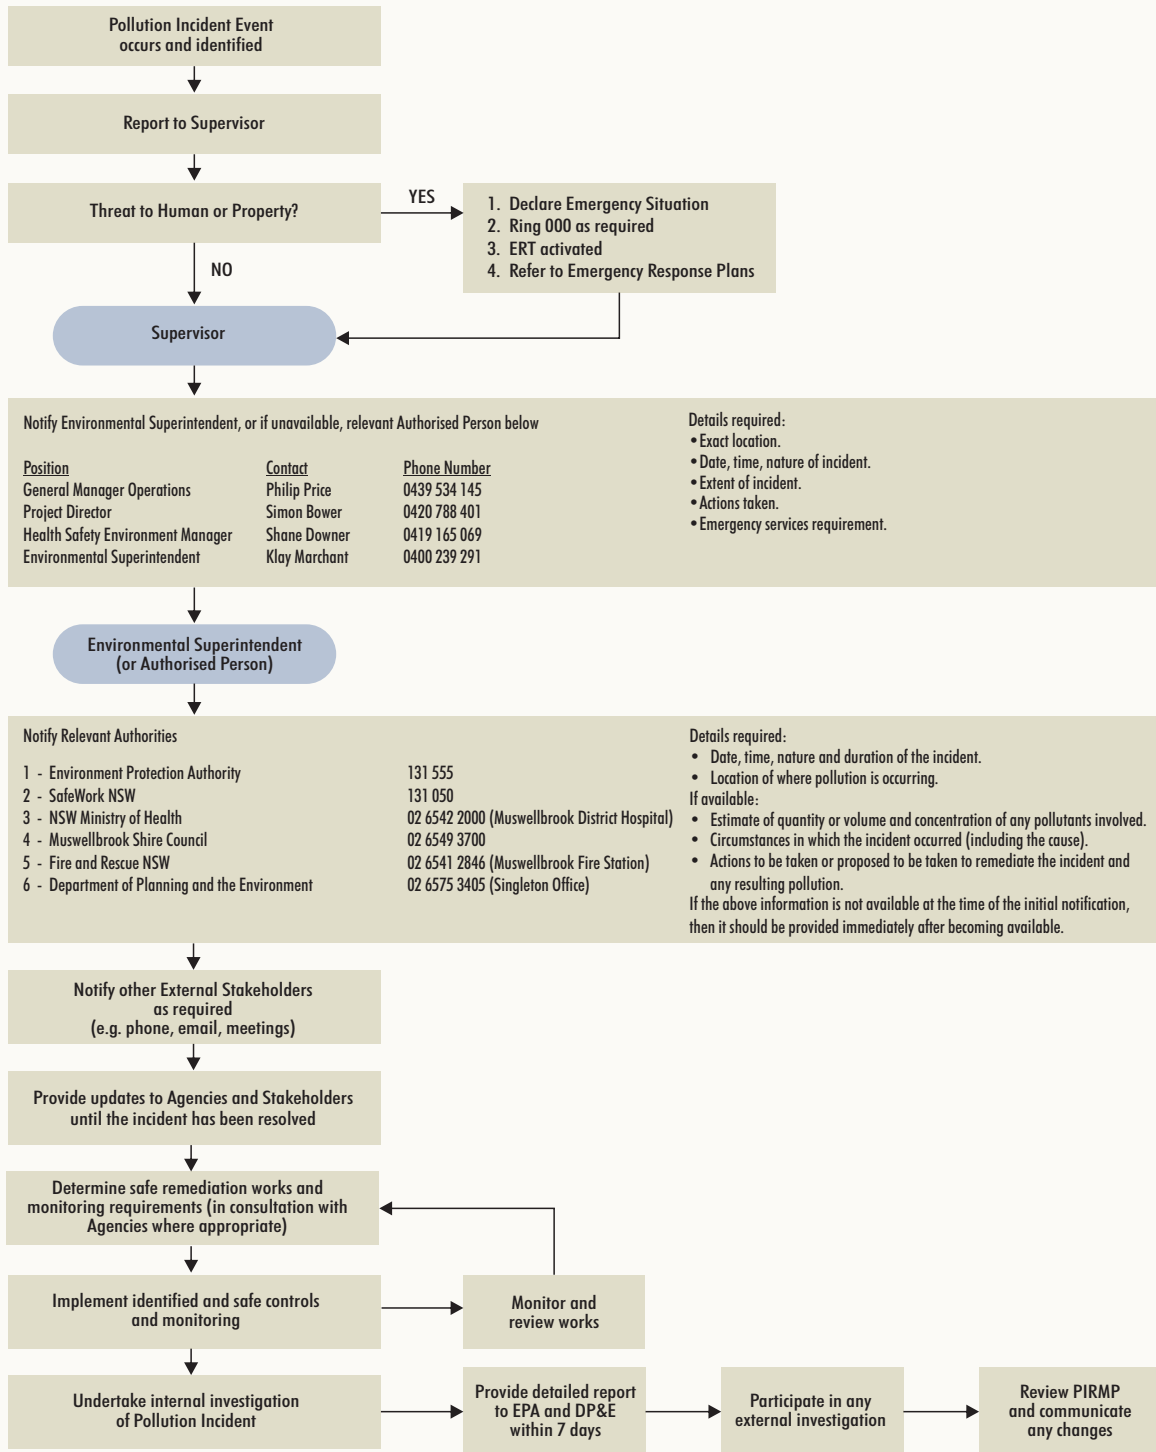 Pollution Incident Event
occurs and identified
Report to Supervisor
Threat to Human or Property?
YES
1. Declare Emergency Situation
2. Ring 000 as required
3. ERT activated
4. Refer to Emergency Response Plans
NO
Supervisor
Notify Environmental Superintendent, or if unavailable, relevant Authorised Person below
Position Contact Phone Number
General Manager Operations Philip Price 0439 534 145
Project Director Simon Bower 0420 788 401
Health Safety Environment Manager Shane Downer 0419 165 069
Environmental Superintendent Klay Marchant 0400 239 291
Details required:
• Exact location.
• Date, time, nature of incident.
• Extent of incident.
• Actions taken.
• Emergency services requirement.
Environmental Superintendent
(or Authorised Person)
Notify Relevant Authorities
1 - Environment Protection Authority 131 555
2 - SafeWork NSW 131 050
3 - NSW Ministry of Health 02 6542 2000 (Muswellbrook District Hospital)
4 - Muswellbrook Shire Council 02 6549 3700
5 - Fire and Rescue NSW 02 6541 2846 (Muswellbrook Fire Station)
6 - Department of Planning and the Environment 02 6575 3405 (Singleton Office)
Details required:
• Date, time, nature and duration of the incident.
• Location of where pollution is occurring.
If available:
• Estimate of quantity or volume and concentration of any pollutants involved.
• Circumstances in which the incident occurred (including the cause).
• Actions to be taken or proposed to be taken to remediate the incident and
any resulting pollution.
If the above information is not available at the time of the initial notification,
then it should be provided immediately after becoming available.
Notify other External Stakeholders
as required
(e.g. phone, email, meetings)
Provide updates to Agencies and Stakeholders
until the incident has been resolved
Determine safe remediation works and
monitoring requirements (in consultation with
Agencies where appropriate)
Implement identified and safe controls
and monitoring
Monitor and
review works
Undertake internal investigation
of Pollution Incident
Provide detailed report
to EPA and DP&E
within 7 days
Participate in any
external investigation
Review PIRMP
and communicate
any changes